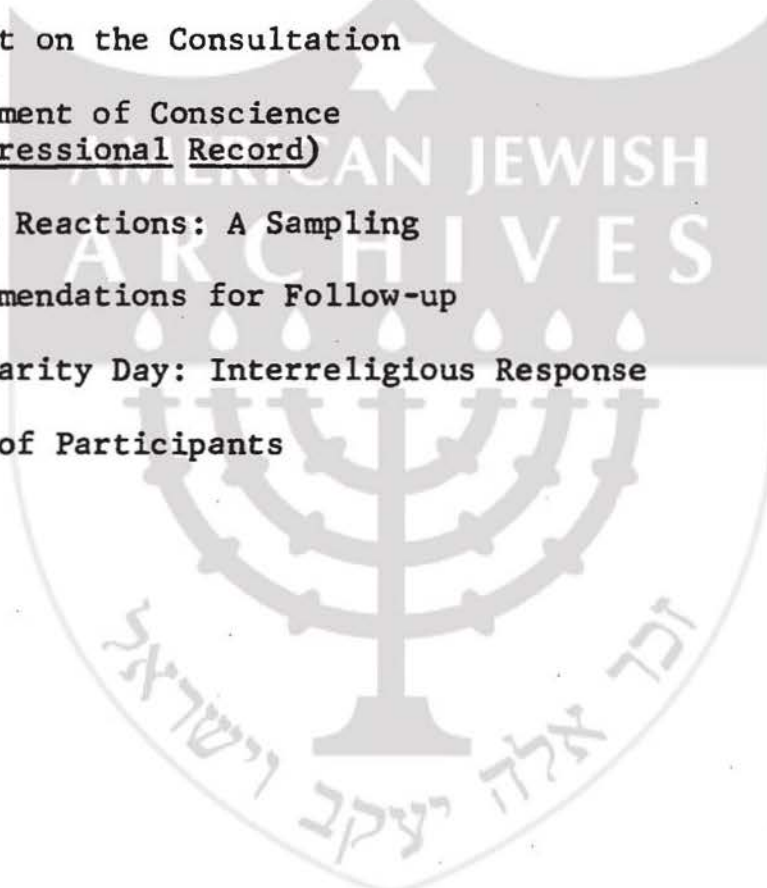 t on the Consultation
ment of Conscience
ressional Record)
Reactions: A Sampling
mendations for Follow-up
arity Day: Interreligious Response
of Participants
AMERICAN JEWISH
ARCHIVES
זכר אלה יעקב וישראל